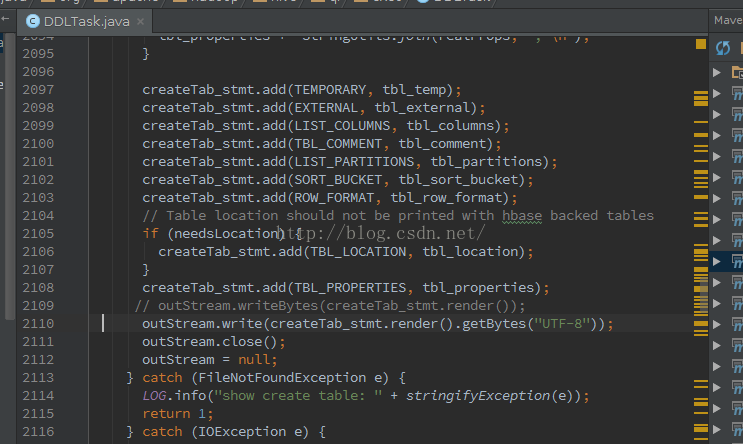 DDLTask.java
Mave
2095 }
2096
2097 createTab_stmt.add(TEMPORARY, tbl_temp);
2098 createTab_stmt.add(EXTERNAL, tbl_external);
2099 createTab_stmt.add(LIST_COLUMNS, tbl_columns);
2100 createTab_stmt.add(TBL_COMMENT, tbl_comment);
2101 createTab_stmt.add(LIST_PARTITIONS, tbl_partitions);
2102 createTab_stmt.add(SORT_BUCKET, tbl_sort_bucket);
2103 createTab_stmt.add(ROW_FORMAT, tbl_row_format);
2104 // Table location should not be printed with hbase backed tables
2105 if (needsLocation) {
http://blog.csdn.net/
2106 createTab_stmt.add(TBL_LOCATION, tbl_location);
2107 }
2108 createTab_stmt.add(TBL_PROPERTIES, tbl_properties);
2109 // outStream.writeBytes(createTab_stmt.render());
2110 outStream.write(createTab_stmt.render().getBytes("UTF-8"));
2111 outStream.close();
2112 outStream = null;
2113 } catch (FileNotFoundException e) {
2114 LOG.info("show create table: " + stringifyException(e));
2115 return 1;
2116 } catch (IOException e) {